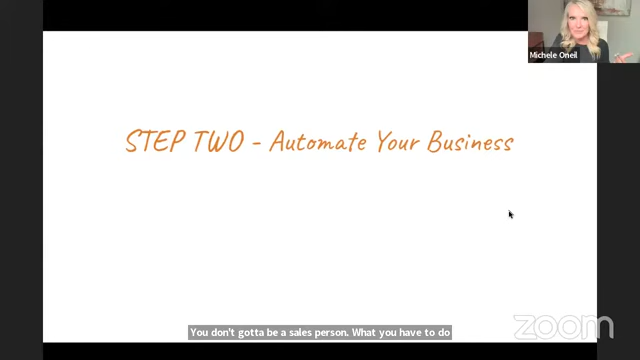 Michele Oneil
STEP TWO - Automate Your Business
You don't gotta be a sales person. What you have to do
zoom